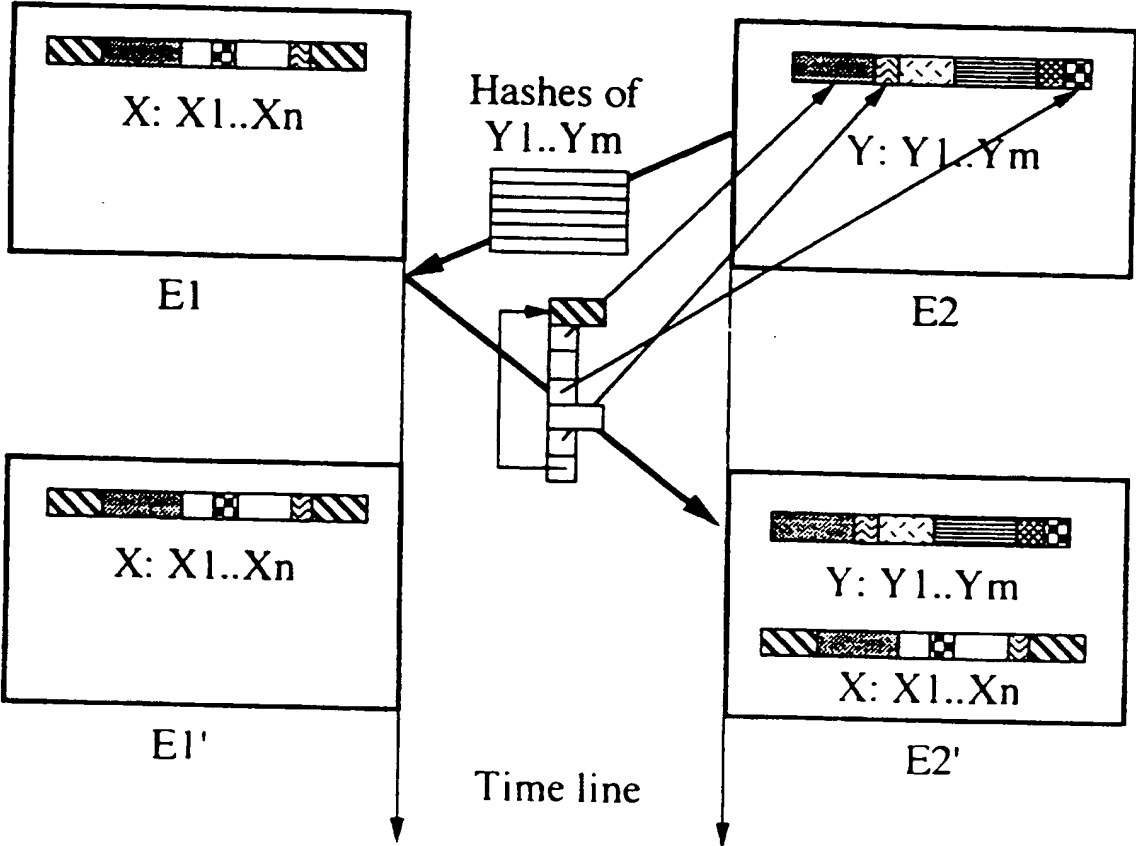 X: X1..Xn
E1
Hashes of
Y1..Ym
Y: Y1..Ym
E2
X: X1..Xn
E1'
Y: Y1..Ym
X: X1..Xn
E2'
Time line